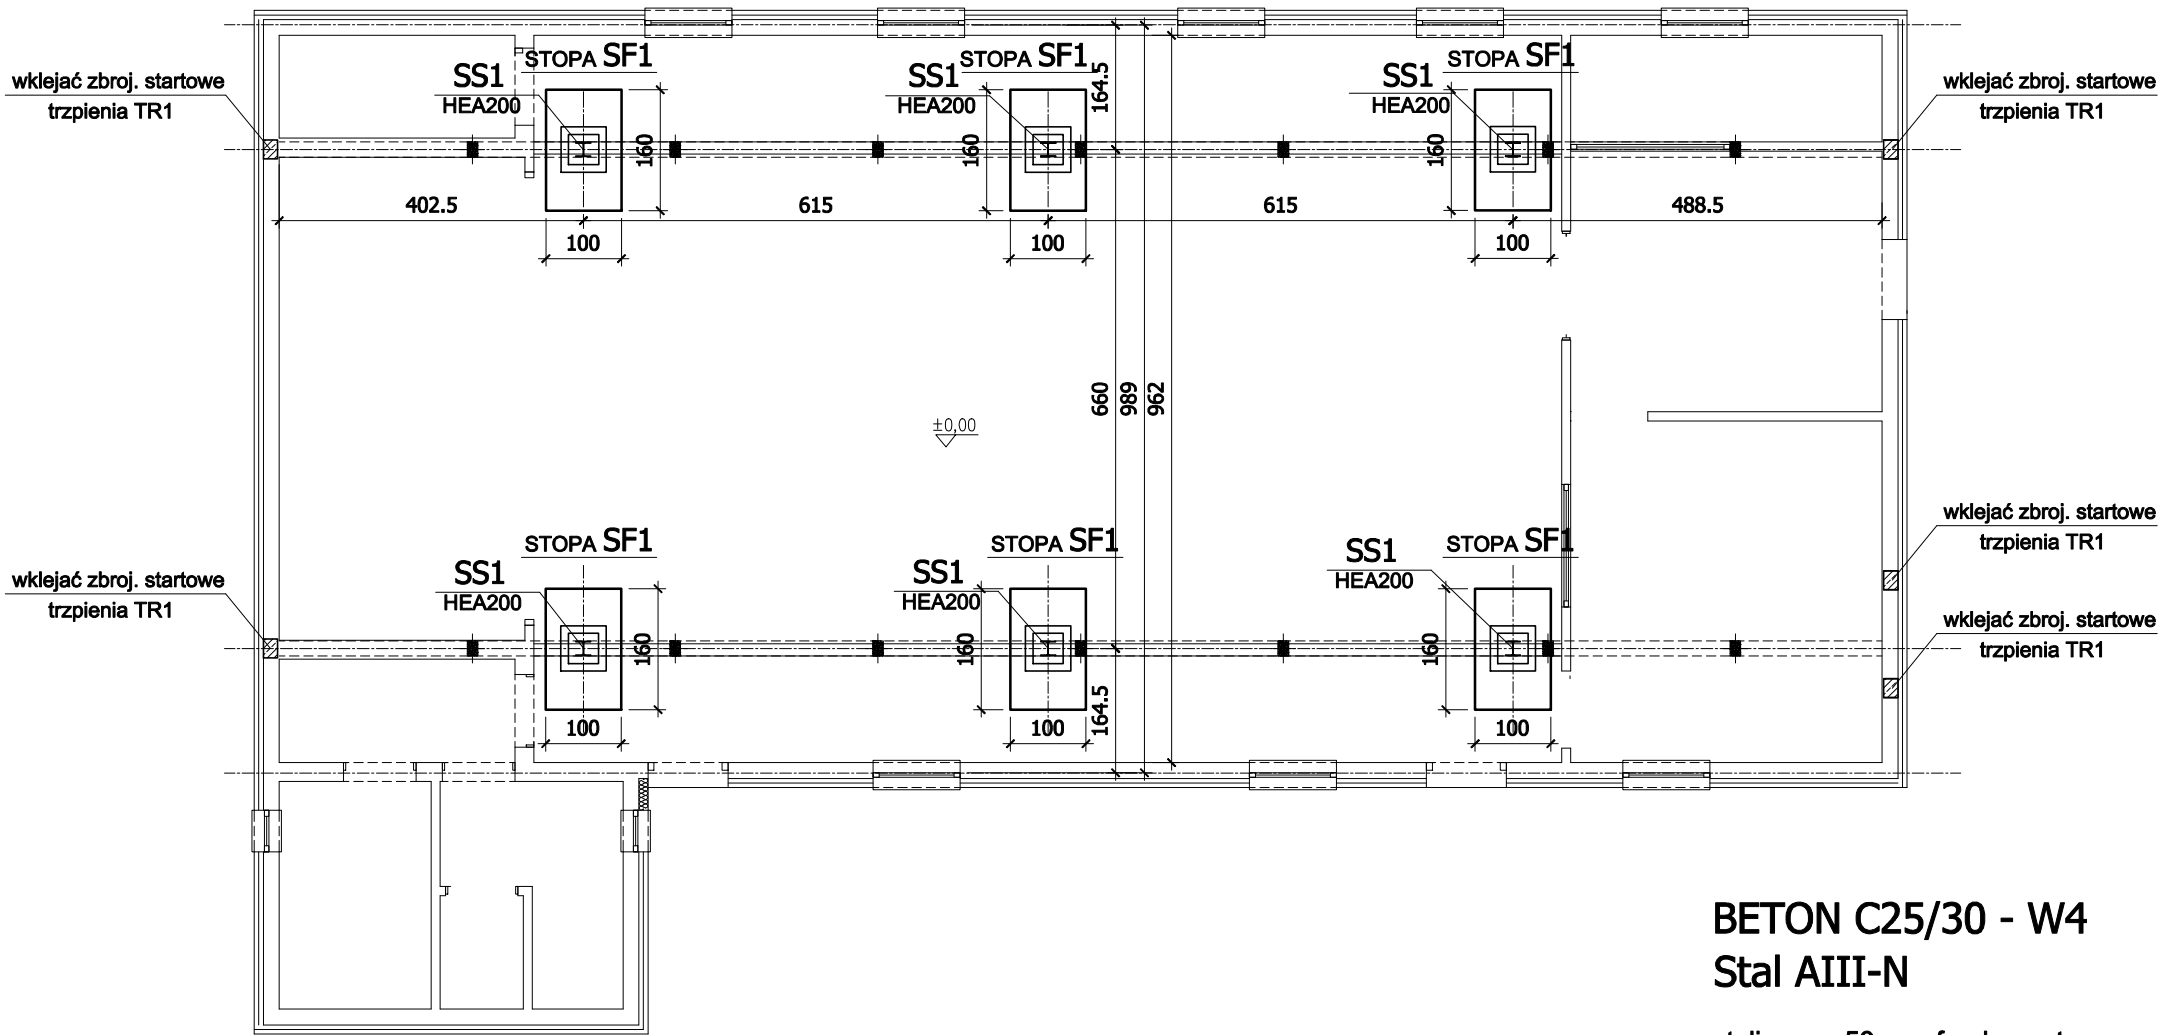 STOPA SF1
STOPA SF1
STOPA SF1
wklejać zbroj. startowe
trzpienia TR1
SS1
HEA200
SS1
HEA200
164.5
SS1
HEA200
wklejać zbroj. startowe
trzpienia TR1
160
160
160
402.5
615
615
488.5
100
100
100
660
989
962
±0,00
STOPA SF1
STOPA SF1
STOPA SF1
wklejać zbroj. startowe
trzpienia TR1
wklejać zbroj. startowe
trzpienia TR1
SS1
HEA200
SS1
HEA200
SS1
HEA200
wklejać zbroj. startowe
trzpienia TR1
160
160
160
164.5
100
100
100
BETON C25/30 - W4
Stal AIII-N